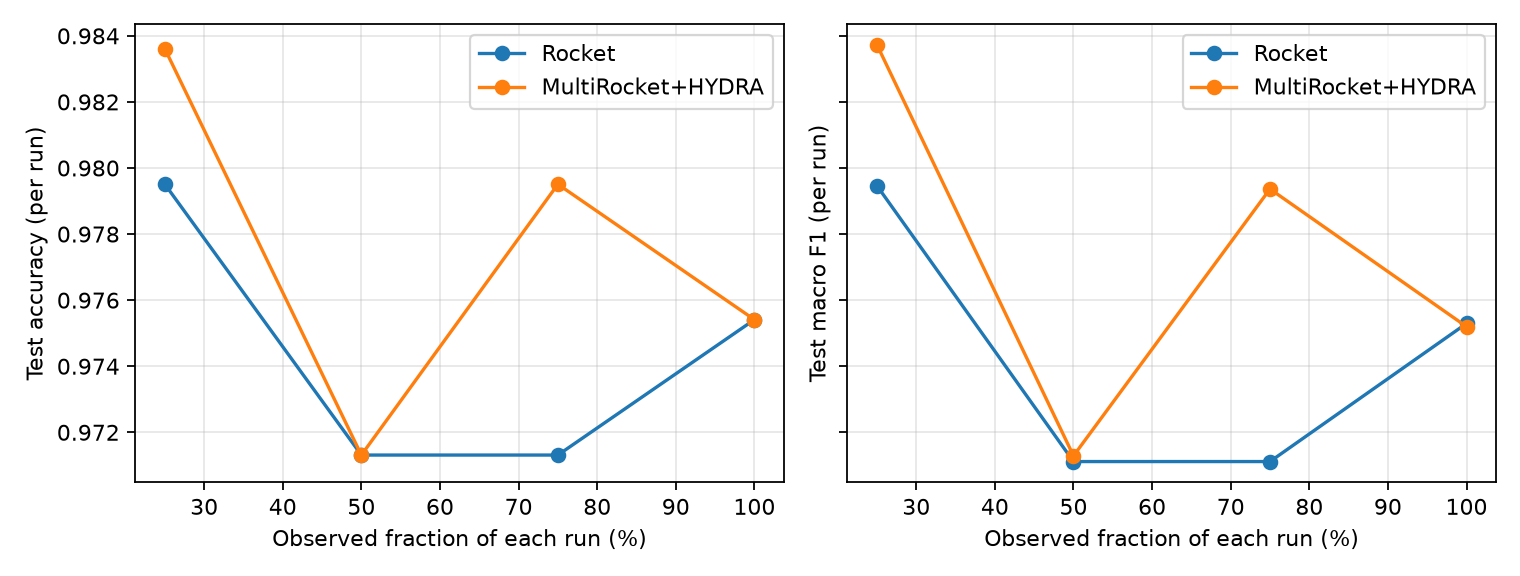 0.984
0.982
0.980
0.978
0.976
0.974
0.972
Test accuracy (per run)
Rocket
MultiRocket+HYDRA
30 40 50 60 70 80 90 100
Observed fraction of each run (%)
Test macro F1 (per run)
Rocket
MultiRocket+HYDRA
30 40 50 60 70 80 90 100
Observed fraction of each run (%)